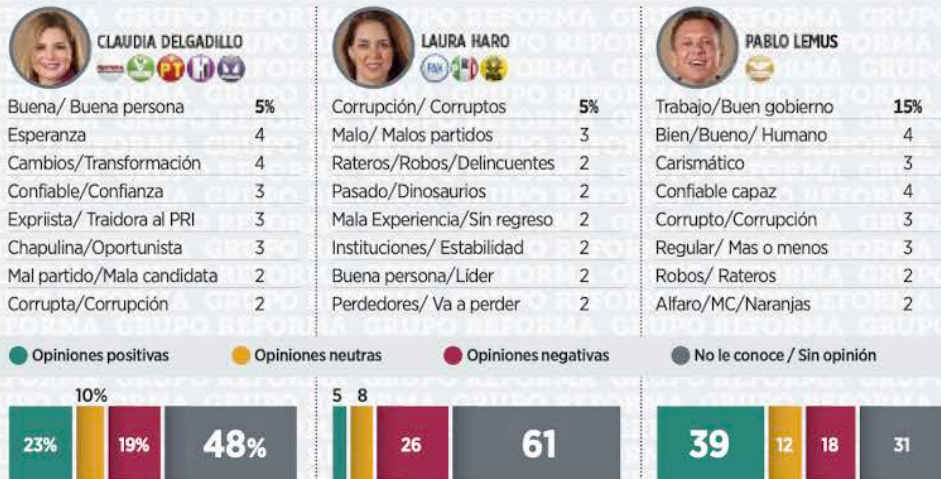 CLAUDIA DELGADILLO
morena
PT
H
Buena/ Buena persona 5%
Esperanza 4
Cambios/Transformación 4
Confiable/Confianza 3
Expriista/ Traidora al PRI 3
Chapulina/Oportunista 3
Mal partido/Mala candidata 2
Corrupta/Corrupción 2
LAURA HARO
PAN
PRI
Corrupción/ Corruptos 5%
Malo/ Malos partidos 3
Rateros/Robos/Delincuentes 2
Pasado/Dinosaurios 2
Mala Experiencia/Sin regreso 2
Instituciones/ Estabilidad 2
Buena persona/Líder 2
Perdedores/ Va a perder 2
PABLO LEMUS
Trabajo/Buen gobierno 15%
Bien/Bueno/ Humano 4
Carismático 3
Confiable capaz 4
Corrupto/Corrupción 3
Regular/ Mas o menos 3
Robos/ Rateros 2
Alfaro/MC/Naranjas 2
Opiniones positivas
Opiniones neutras
Opiniones negativas
No le conoce / Sin opinión
23% 10% 19% 48%
5 8 26 61
39 12 18 31
GRUPO REFORMA